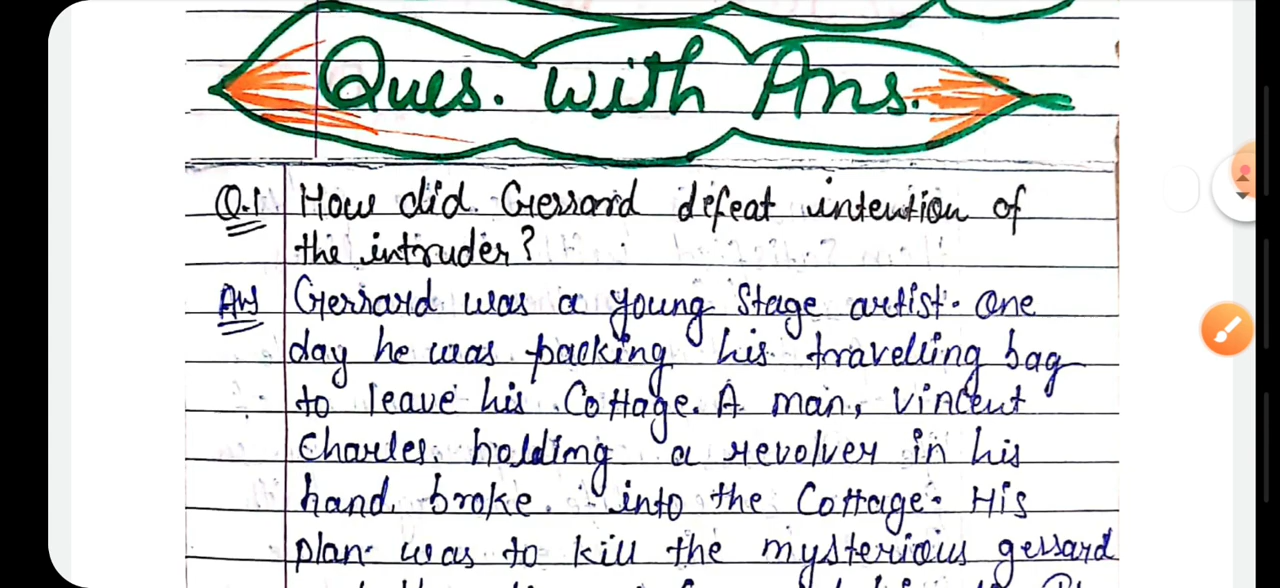 Ques. with Ans.
Q.1 How did Gerrard defeat intention of
the intruder?
Ans Gerrard was a young Stage artist. One
day he was packing his travelling bag
to leave his Cottage. A man, Vincent
Charles, holding a revolver in his
hand, broke into the Cottage. His
plan was to kill the mysterious gerrard